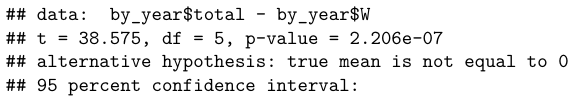 ## data:  by_year$total - by_year$W
## t = 38.575, df = 5, p-value = 2.206e-07
## alternative hypothesis: true mean is not equal to 0
## 95 percent confidence interval: